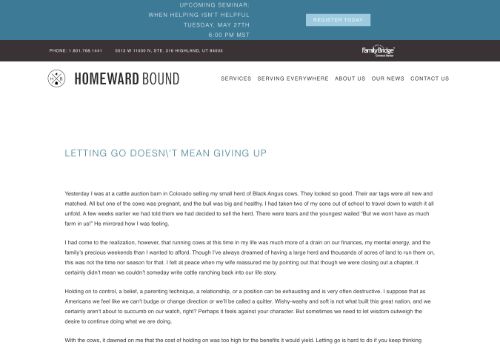 UPCOMING SEMINAR:
WHEN HELPING ISN'T HELPFUL
TUESDAY, MAY 27TH
6:00 PM MST
REGISTER TODAY
PHONE: 1.801.768.1441
5513 W 11000 N, STE. 216 HIGHLAND, UT 84003
FamilyBridge
HOMEWARD BOUND
SERVICES
SERVING EVERYWHERE
ABOUT US
OUR NEWS
CONTACT US
LETTING GO DOESN\'T MEAN GIVING UP
Yesterday I was at a cattle auction barn in Colorado selling my small herd of Black Angus cows. They looked so good. Their ear tags were all new and
matched. All but one of the cows was pregnant, and the bull was big and healthy. I had taken two of my sons out of school to travel down to watch it all
unfold. A few weeks earlier we had told them we had decided to sell the herd. There were tears and the youngest wailed "But we won't have as much
farm in us!" He mirrored how I was feeling.
I had come to the realization, however, that running cows at this time in my life was much more of a drain on our finances, my mental energy, and the
family's precious weekends than I wanted to afford. Though I've always dreamed of having a large herd and thousands of acres of land to run them on,
this was not the time nor season for that. I felt at peace when my wife reassured me by pointing out that though we were closing out a chapter, it
certainly didn't mean we couldn't someday write cattle ranching back into our life story.
Holding on to control, a belief, a parenting technique, a relationship, or a position can be exhausting and is very often destructive. I suppose that as
Americans we feel like we can't budge or change direction or we'll be called a quitter. Wishy-washy and soft is not what built this great nation, and we
certainly aren't about to succumb on our watch, right? Perhaps it feels against your character. But sometimes we need to let wisdom outweigh the
desire to continue doing what we are doing.
With the cows, it dawned on me that the cost of holding on was too high for the benefits it would yield. Letting go is hard to do if you keep thinking